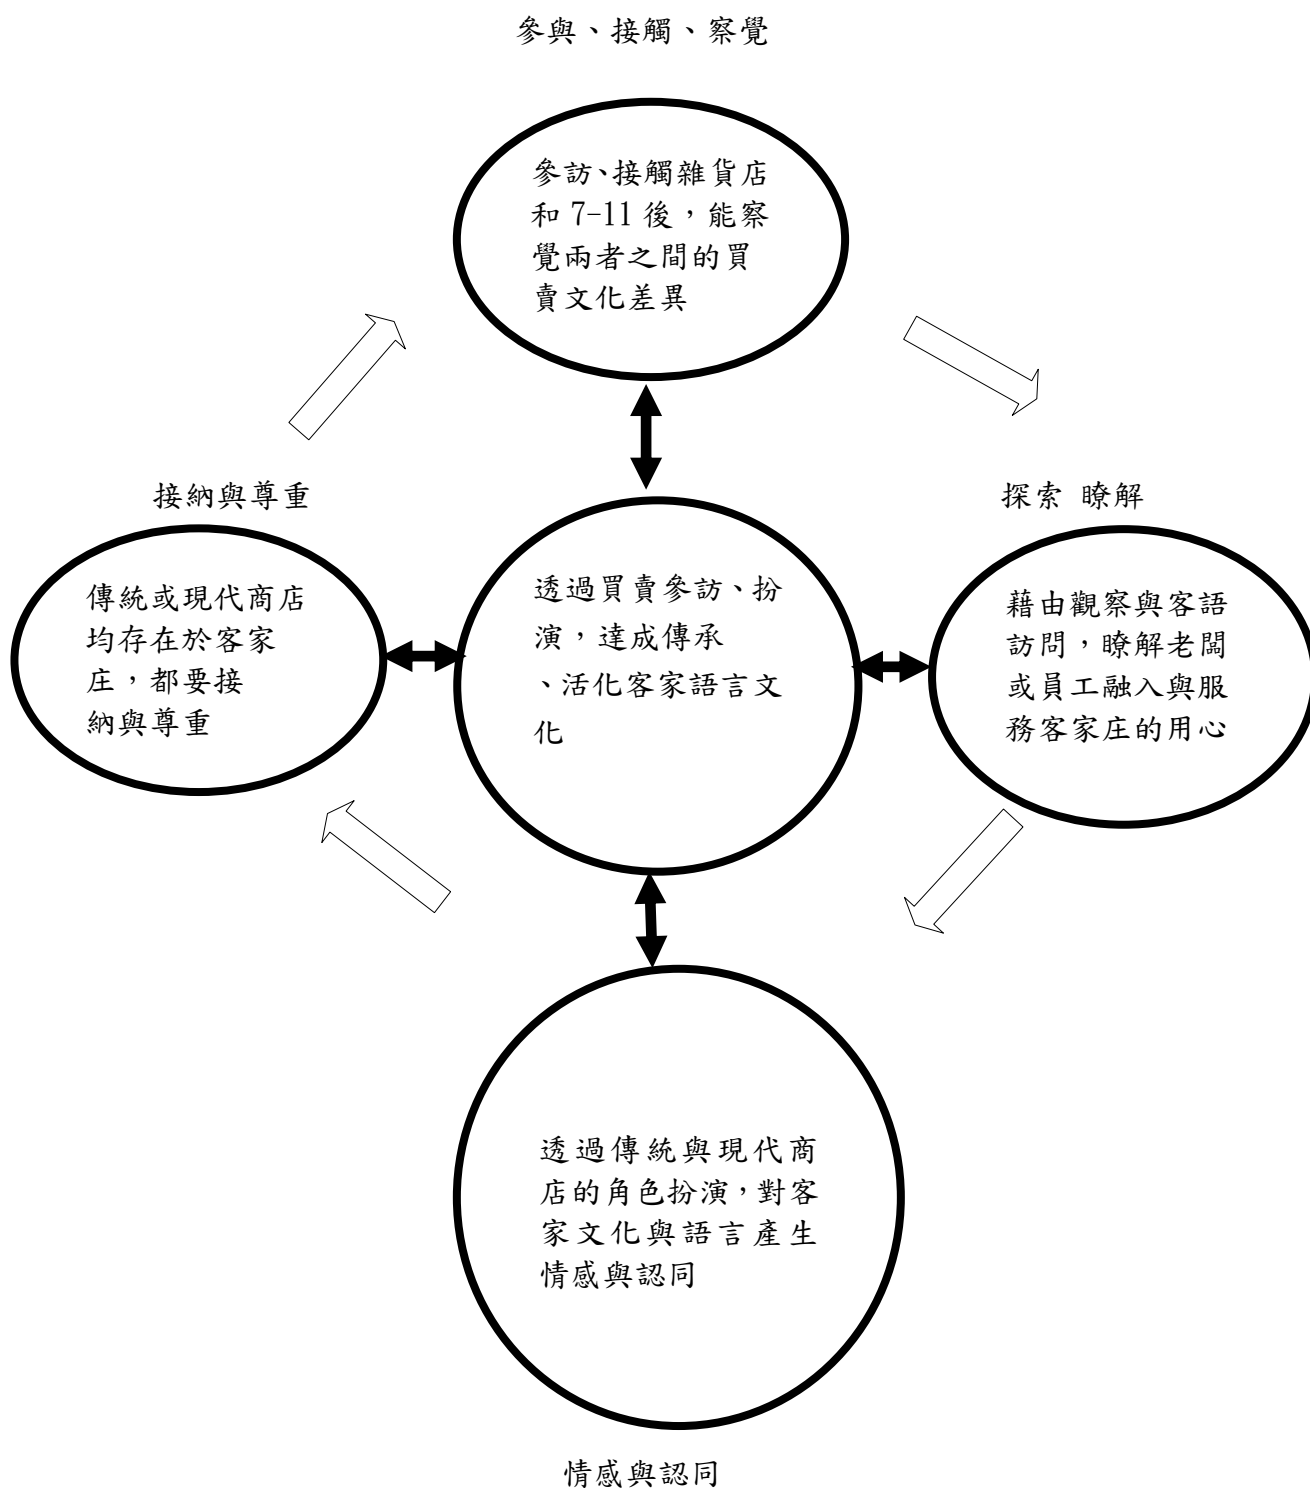 參與、接觸、察覺
參訪、接觸雜貨店
和 7-11 後，能察
覺兩者之間的買
賣文化差異
接納與尊重
傳統或現代商店
均存在於客家
庄，都要接
納與尊重
透過買賣參訪、扮
演，達成傳承
、活化客家語言文
化
探索 瞭解
藉由觀察與客語
訪問，瞭解老闆
或員工融入與服
務客家庄的用心
透過傳統與現代商
店的角色扮演，對客
家文化與語言產生
情感與認同
情感與認同